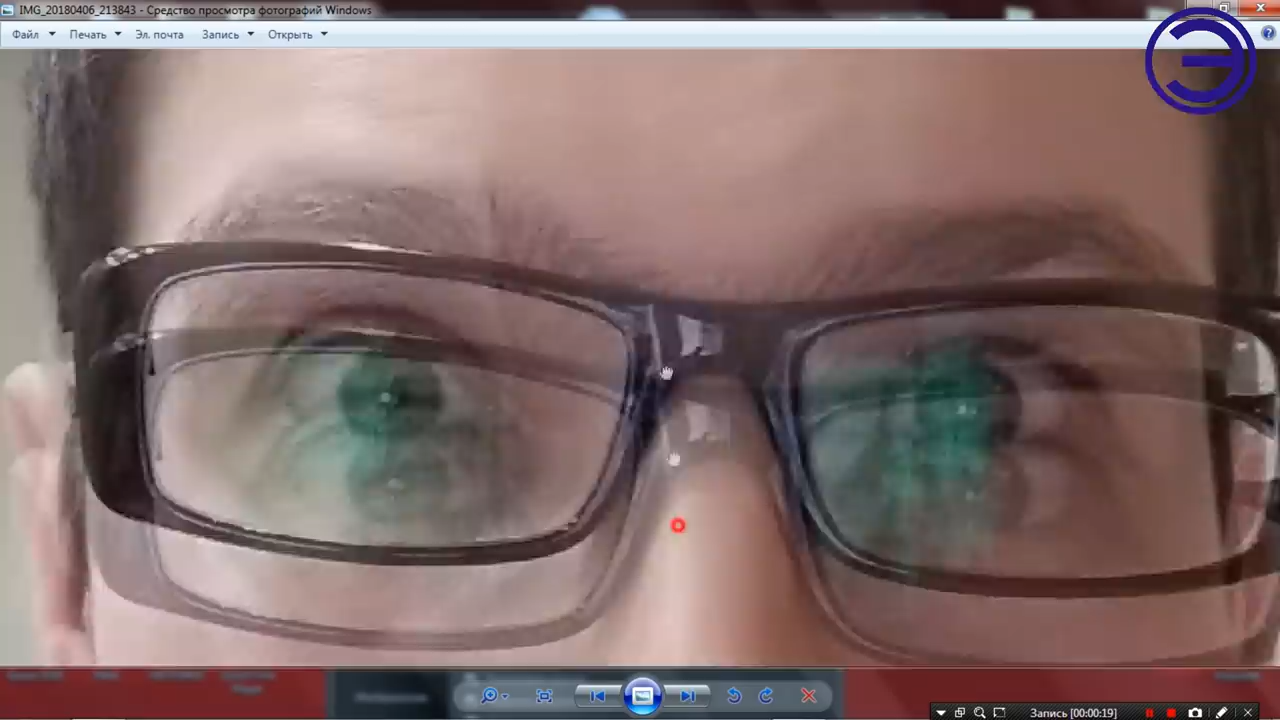 IMG_20180406_213843 - Средство просмотра фотографий Windows
Файл Печать Эл. почта Запись Открыть
Э
Запись [00:00:19]